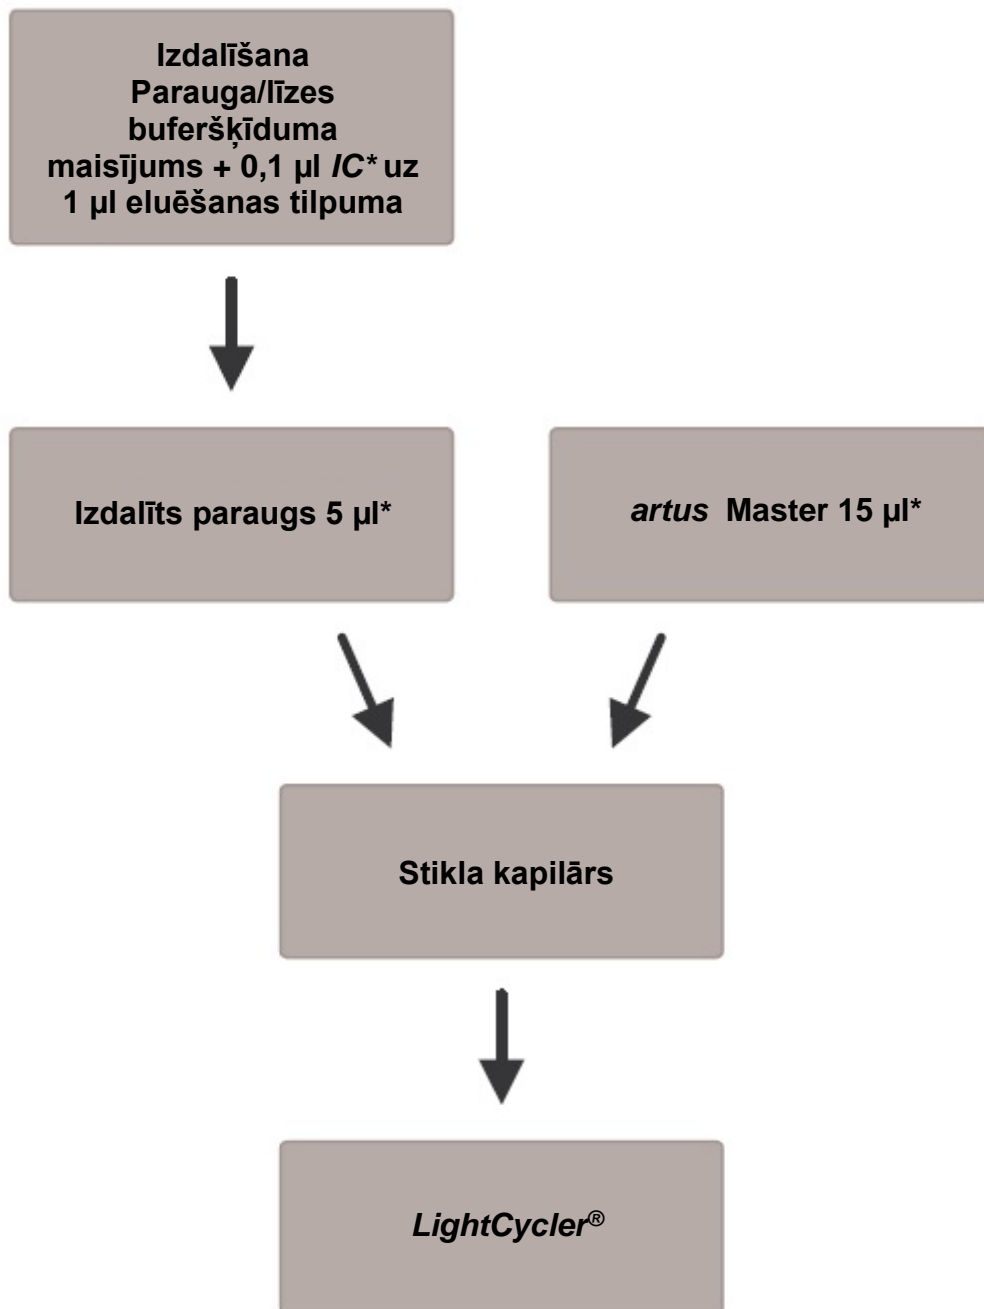 Izdalīšana
Parauga/līzes
buferšķīduma
maisījums + 0,1 µl IC* uz
1 µl eluēšanas tilpuma
Izdalīts paraugs 5 µl*
artus Master 15 µl*
Stikla kapilārs
LightCycler®